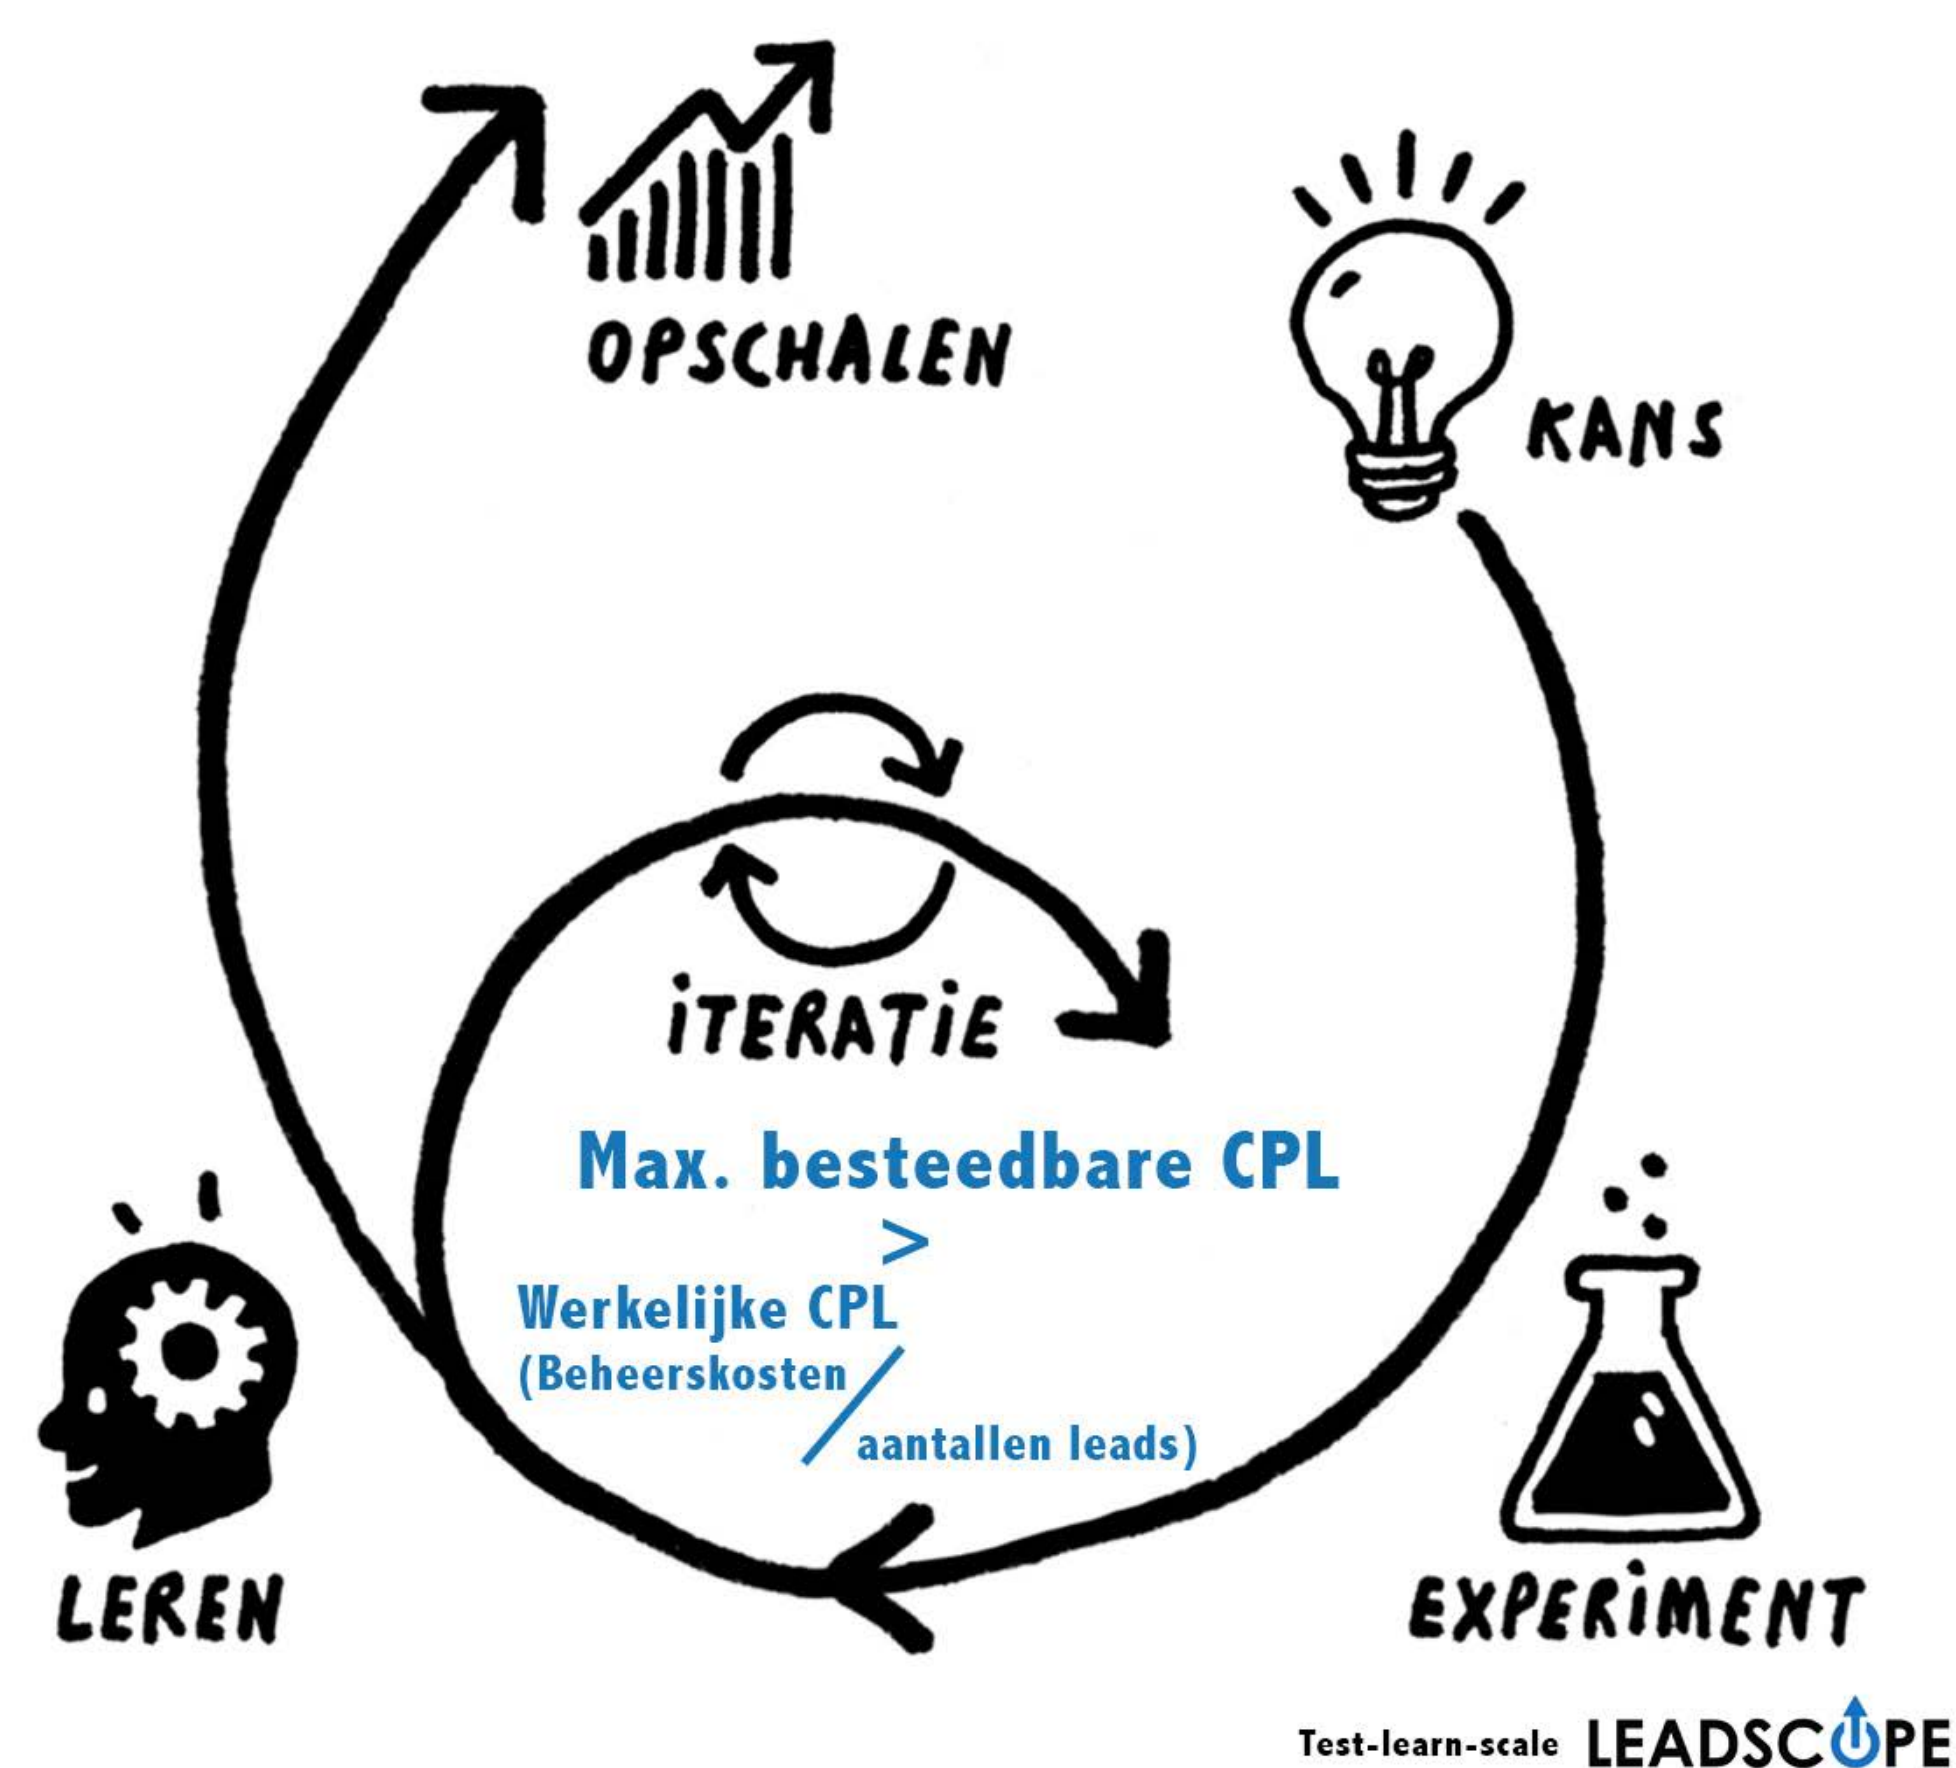 OPSCHALEN
KANS
iTERATiE
Max. besteedbare CPL
>
Werkelijke CPL
(Beheerskosten /
aantallen leads)
LEREN
EXPERiMENT
Test-learn-scale LEADSCOPE